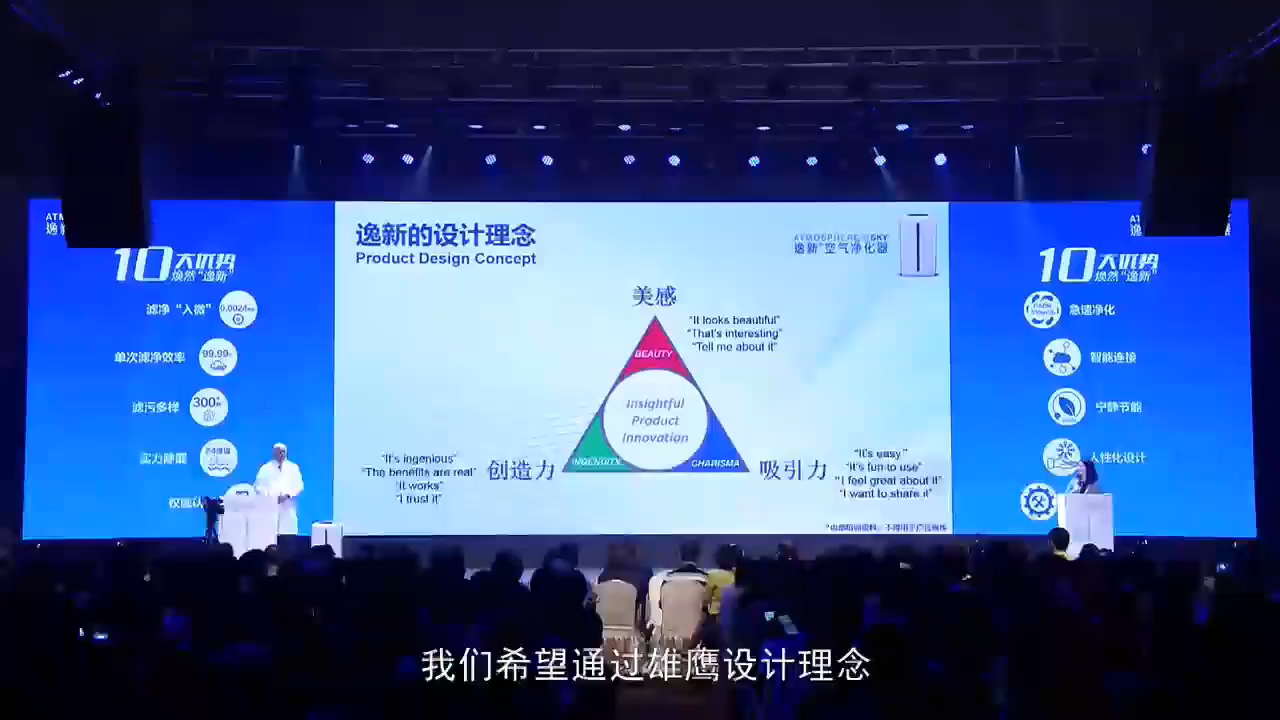 逸新的设计理念
Product Design Concept
ATMOSPHERE SKY
逸新 空气净化器
10大优势
焕然“逸新”
滤净“入微”
0.0024
单次滤净效率
99.99
滤污多样
300
实力除醛
美感
"It looks beautiful"
"That's interesting"
"Tell me about it"
BEAUTY
Insightful
Product
Innovation
INGENUITY
CHARISMA
"It's ingenious"
"The benefits are real"
"It works"
"I trust it"
创造力
吸引力
"It's easy"
"It's fun to use"
"I feel great about it"
"I want to share it"
10大优势
焕然“逸新”
急速净化
智能连接
宁静节能
人性化设计
我们希望通过雄鹰设计理念